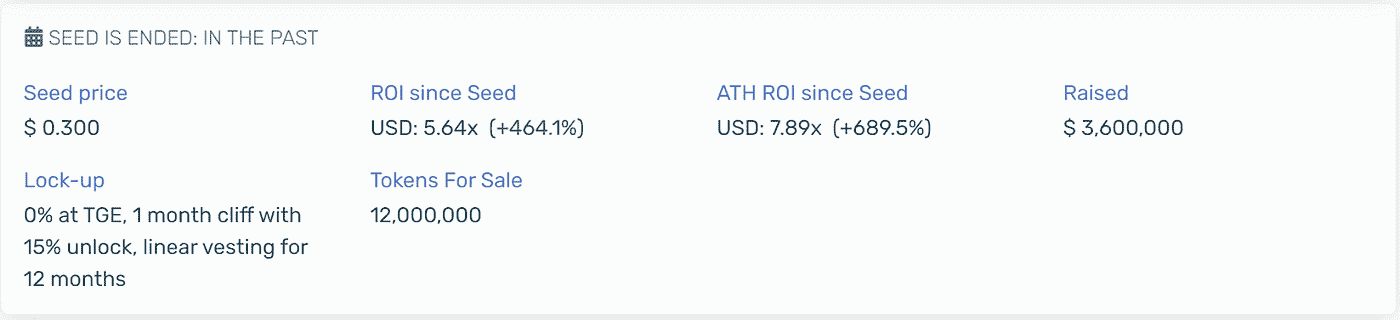 SEED IS ENDED: IN THE PAST
Seed price
$ 0.300
ROI since Seed
USD: 5.64x (+464.1%)
ATH ROI since Seed
USD: 7.89x (+689.5%)
Raised
$ 3,600,000
Lock-up
0% at TGE, 1 month cliff with
15% unlock, linear vesting for
12 months
Tokens For Sale
12,000,000